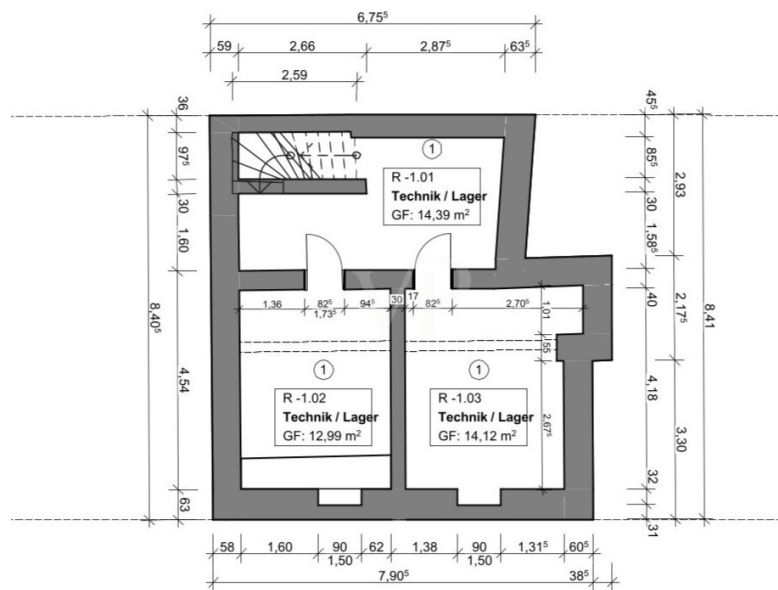 6,75⁵
59 2,66 2,87⁵ 63⁵
2,59
36
97⁵
30
1,60
8,40⁵
4,54
63
45⁵
85⁵
30
1,58⁵
40
4,18
32
31
2,93
2,17⁵
3,30
8,41
1
R -1.01
Technik / Lager
GF: 14,39 m²
1,36 82⁵ 94⁵ 30 17 82⁵ 2,70⁵
1,73⁵
1,01
55
2,67⁵
1
R -1.02
Technik / Lager
GF: 12,99 m²
1
R -1.03
Technik / Lager
GF: 14,12 m²
58 1,60 90 62 1,38 90 1,31⁵ 60⁵
1,50 1,50
7,90⁵ 38⁵